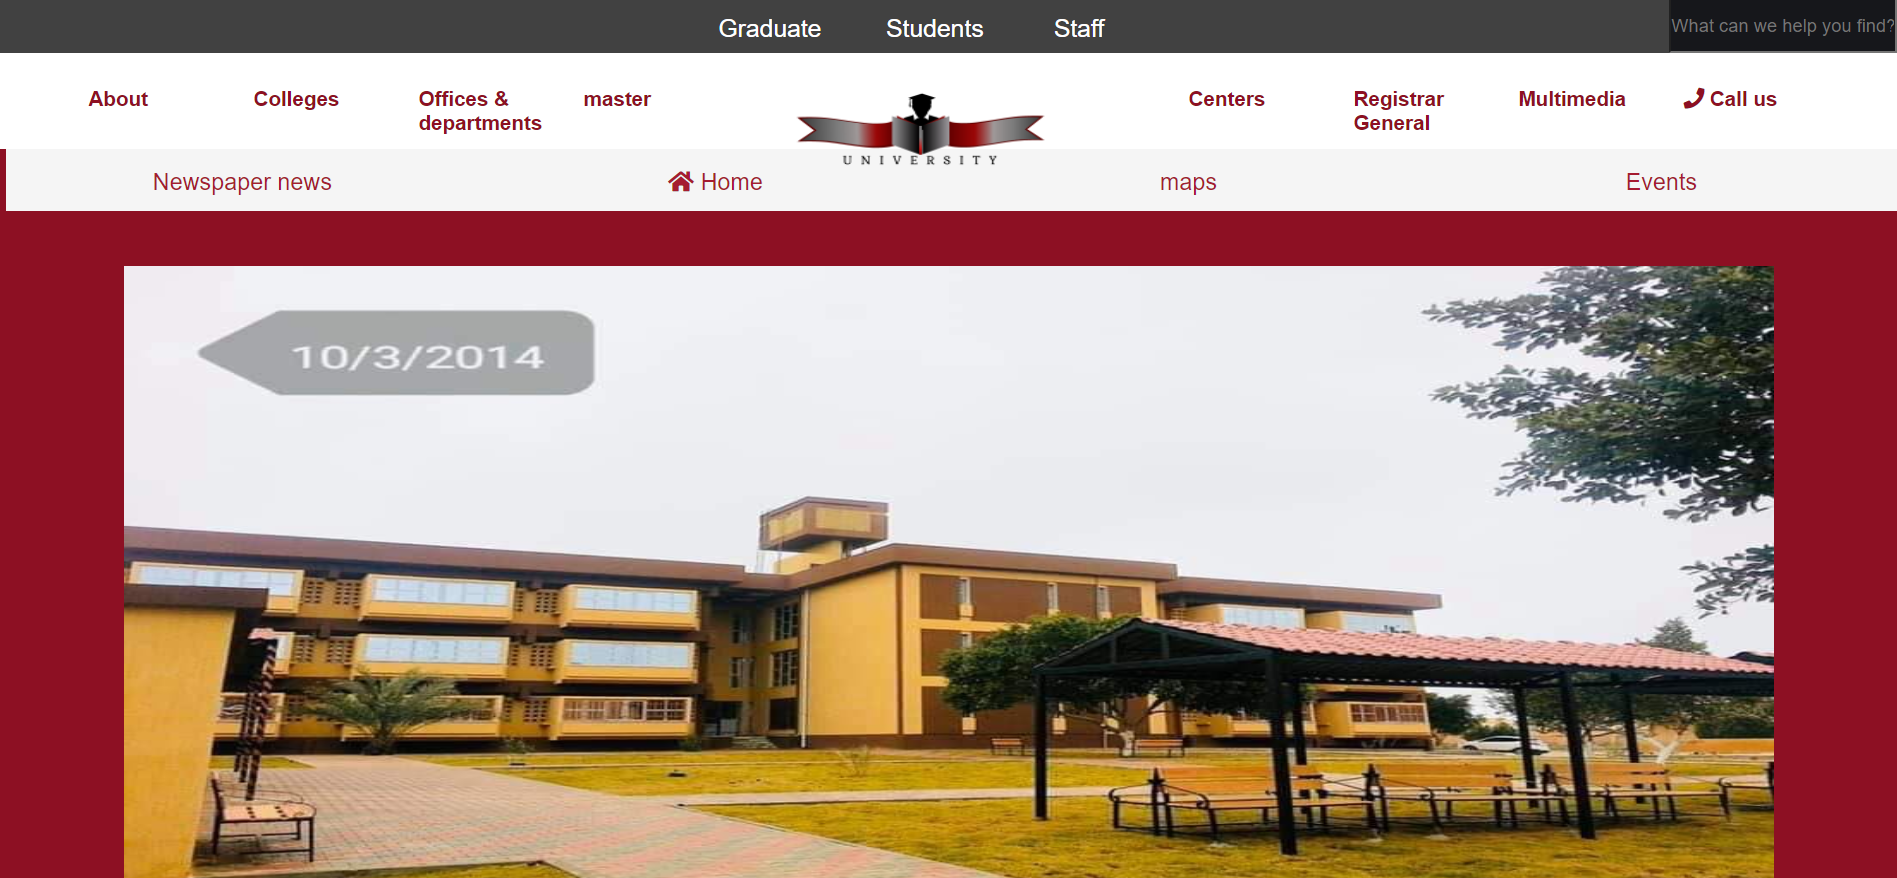 Graduate
Students
Staff
What can we help you find?
About
Colleges
Offices &
departments
master
UNIVERSITY
Centers
Registrar
General
Multimedia
Call us
Newspaper news
Home
maps
Events
10/3/2014